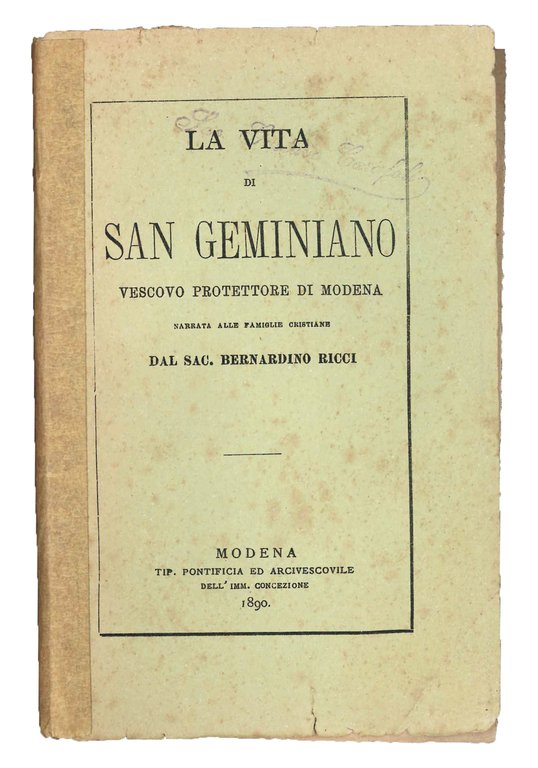 LA VITA
DI
SAN GEMINIANO
VESCOVO PROTETTORE DI MODENA
NARRATA ALLE FAMIGLIE CRISTIANE
DAL SAC. BERNARDINO RICCI
MODENA
TIP. PONTIFICIA ED ARCIVESCOVILE
DELL' IMM. CONCEZIONE
1890.